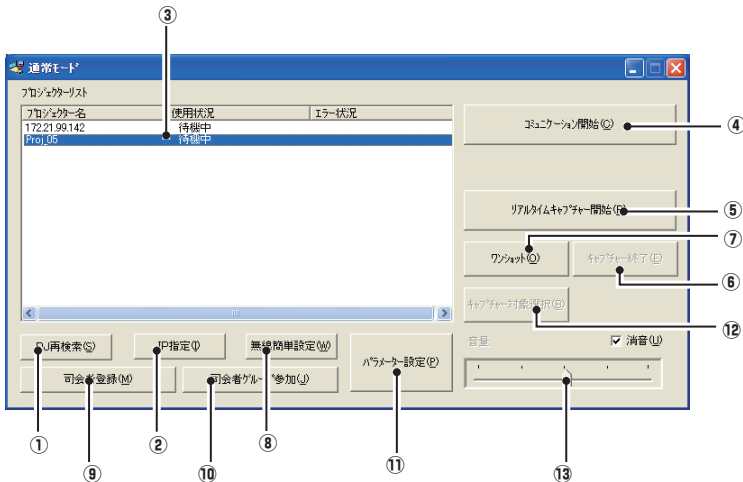 ③
通常モード
プロジェクターリスト
プロジェクター名 使用状況 エラー状況
172.21.99.142 待機中
Proj_05 待機中
コミュニケーション開始(C)
④
リアルタイムキャプチャー開始(R)
⑤
⑦
ワンショット(O)
キャプチャー終了(E)
⑥
キャプチャー対象選択(B)
⑫
PJ再検索(S)
IP指定(I)
無線簡単設定(W)
パラメーター設定(P)
音量
消音(U)
司会者登録(M)
司会者グループ参加(J)
①
②
⑧
⑨
⑩
⑪
⑬